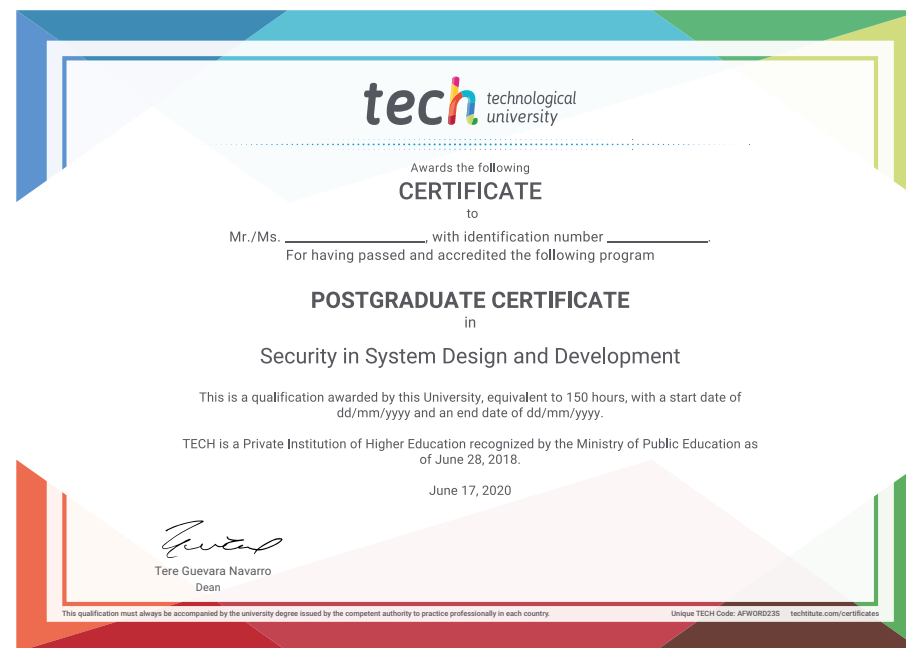 tech technological
university
Awards the following
CERTIFICATE
to
Mr./Ms. ____________________, with identification number ______________.
For having passed and accredited the following program
POSTGRADUATE CERTIFICATE
in
Security in System Design and Development
This is a qualification awarded by this University, equivalent to 150 hours, with a start date of
dd/mm/yyyy and an end date of dd/mm/yyyy.
TECH is a Private Institution of Higher Education recognized by the Ministry of Public Education as
of June 28, 2018.
June 17, 2020
Tere Guevara Navarro
Dean
This qualification must always be accompanied by the university degree issued by the competent authority to practice professionally in each country. Unique TECH Code: AFWORD23S techtitute.com/certificates